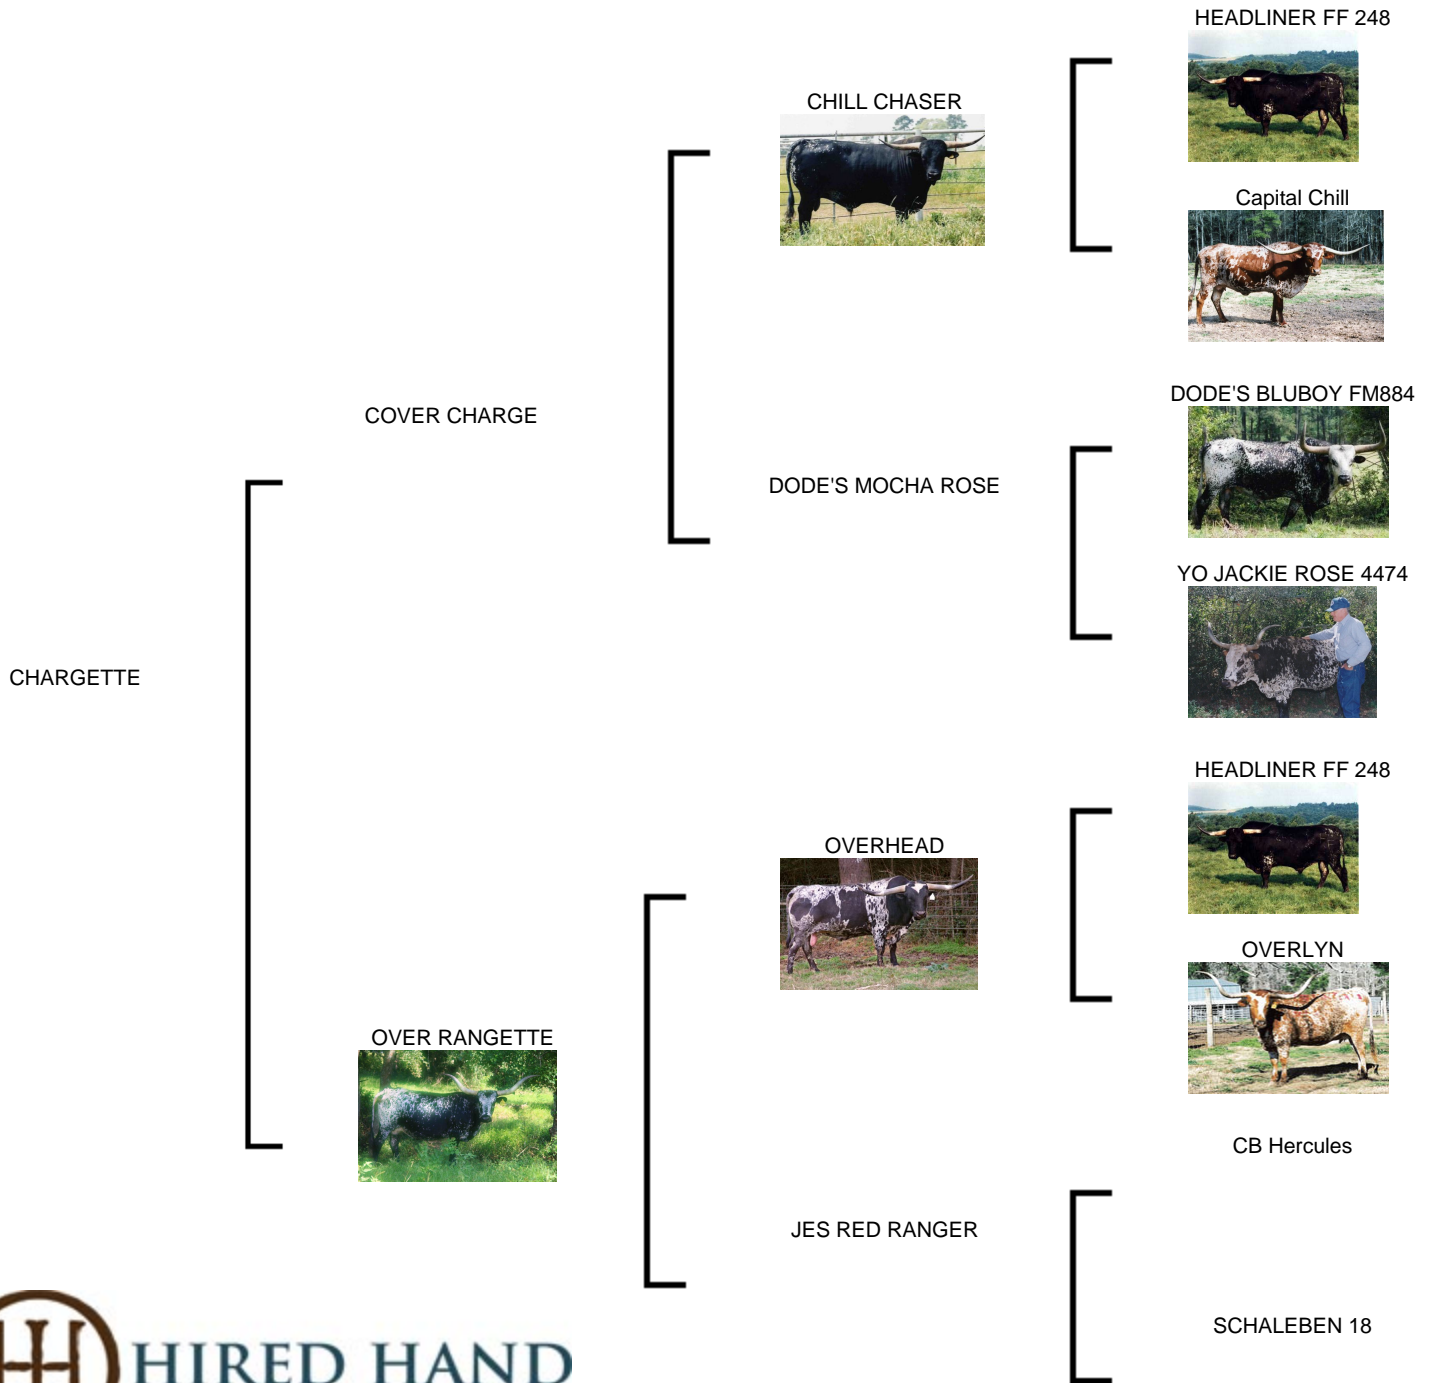 HEADLINER FF 248
CHILL CHASER
Capital Chill
COVER CHARGE
DODE'S BLUBOY FM884
DODE'S MOCHA ROSE
YO JACKIE ROSE 4474
CHARGETTE
HEADLINER FF 248
OVERHEAD
OVERLYN
OVER RANGETTE
CB Hercules
JES RED RANGER
SCHALEBEN 18
HIRED HAND